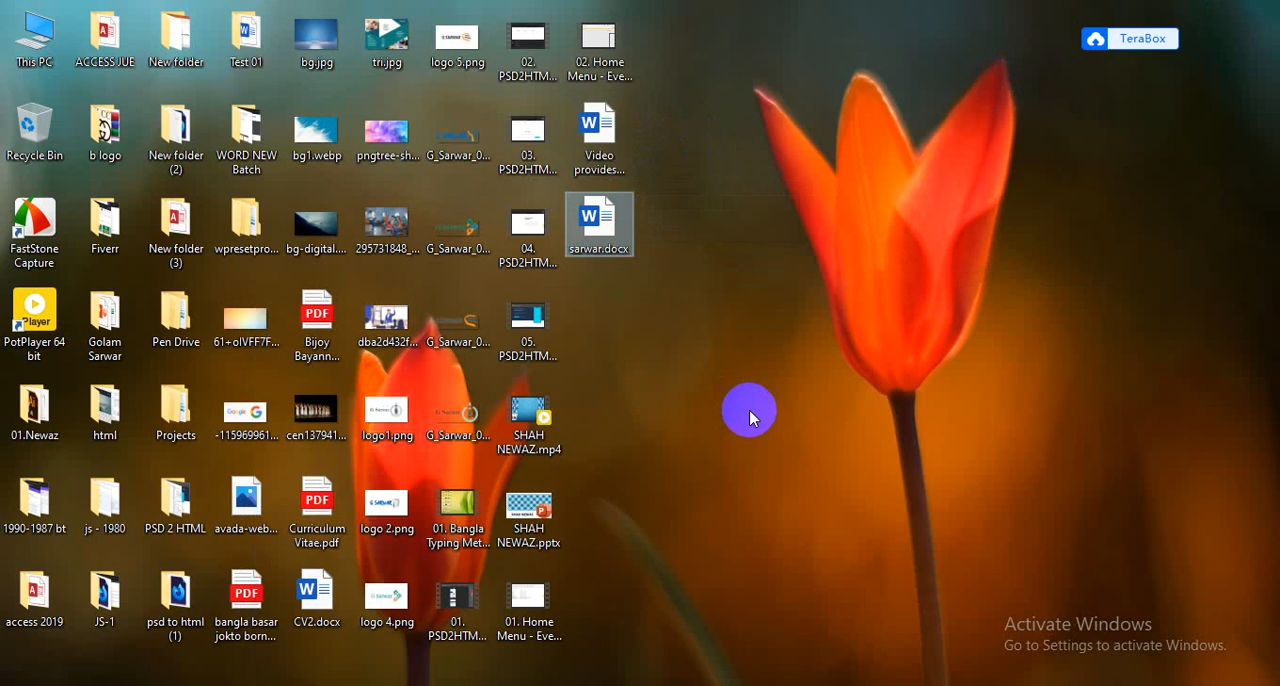 This PC
ACCESS JUE
New folder
Test 01
bg.jpg
tri.jpg
logo 5.png
02.
PSD2HTM...
02. Home
Menu - Eve...
TeraBox
Recycle Bin
b logo
New folder
(2)
WORD NEW
Batch
bg1.webp
pngtree-sh...
G_Sarwar_0...
03.
PSD2HTM...
Video
provides...
FastStone
Capture
Fiverr
New folder
(3)
wpresetpro...
bg-digital....
295731848_...
G_Sarwar_0...
04.
PSD2HTM...
sarwar.docx
Player
PotPlayer 64
bit
Golam
Sarwar
Pen Drive
61+oIVFF7F...
PDF
Bijoy
Bayann...
dba2d432f...
G_Sarwar_0...
05.
PSD2HTM...
01.Newaz
html
Projects
Google
-115969961...
cen137941...
logo1.png
G_Sarwar_0...
SHAH
NEWAZ.mp4
1990-1987 bt
js - 1980
PSD 2 HTML
avada-web...
PDF
Curriculum
Vitae.pdf
logo 2.png
01. Bangla
Typing Met...
SHAH
NEWAZ.pptx
access 2019
JS-1
psd to html
(1)
PDF
bangla basar
jokto born...
CV2.docx
logo 4.png
01.
PSD2HTM...
01. Home
Menu - Eve...
Activate Windows
Go to Settings to activate Windows.